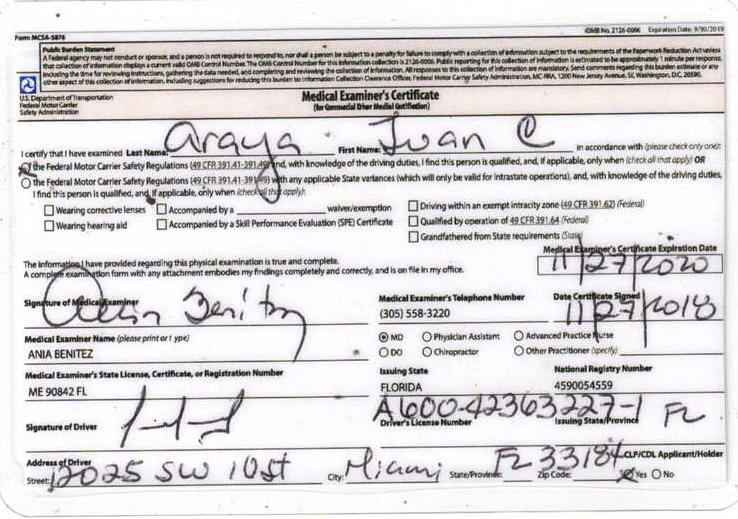 Form MCSA-5876 OMB No. 2126-0006 Expiration Date: 9/30/2019
Public Burden Statement
A Federal agency may not conduct or sponsor, and a person is not required to respond to, nor shall a person be subject to a penalty for failure to comply with a collection of information subject to the requirements of the Paperwork Reduction Act unless
that collection of information displays a current valid OMB Control Number. The OMB Control Number for this information collection is 2126-0006. Public reporting for this collection of information is estimated to be approximately 1 minute per response,
including the time for reviewing instructions, gathering the data needed, and completing and reviewing the collection of information. All responses to this collection of information are mandatory. Send comments regarding this burden estimate or any
other aspect of this collection of information, including suggestions for reducing this burden to: Information Collection Clearance Officer, Federal Motor Carrier Safety Administration, MC-RRA, 1200 New Jersey Avenue, SE, Washington, D.C. 20590.
U.S. Department of Transportation
Federal Motor Carrier
Safety Administration
Medical Examiner's Certificate
(for Commercial Driver Medical Certification)
I certify that I have examined Last Name: Araya First Name: Juan C in accordance with (please check only one):
the Federal Motor Carrier Safety Regulations (49 CFR 391.41-391.49) and, with knowledge of the driving duties, I find this person is qualified, and, if applicable, only when (check all that apply) OR
the Federal Motor Carrier Safety Regulations (49 CFR 391.41-391.49) with any applicable State variances (which will only be valid for intrastate operations), and, with knowledge of the driving duties,
I find this person is qualified, and, if applicable, only when (check all that apply):
Wearing corrective lenses Accompanied by a waiver/exemption Driving within an exempt intracity zone (49 CFR 391.62) (Federal)
Wearing hearing aid Accompanied by a Skill Performance Evaluation (SPE) Certificate Qualified by operation of 49 CFR 391.64 (Federal)
Grandfathered from State requirements (State)
The information I have provided regarding this physical examination is true and complete.
A complete examination form with any attachment embodies my findings completely and correctly, and is on file in my office.
Medical Examiner's Certificate Expiration Date
11/27/2020
Signature of Medical Examiner
Ania Benitez
Medical Examiner's Telephone Number
(305) 558-3220
Date Certificate Signed
11/27/2018
Medical Examiner Name (please print or type)
ANIA BENITEZ
MD Physician Assistant Advanced Practice Nurse
DO Chiropractor Other Practitioner (specify)
Medical Examiner's State License, Certificate, or Registration Number
ME 90842 FL
Issuing State
FLORIDA
National Registry Number
4590054559
Signature of Driver
A600-42363227-1 FL
Driver's License Number Issuing State/Province
Address of Driver
Street: 12025 SW 10st City: Miami State/Province: FL Zip Code: 33184
CLP/CDL Applicant/Holder
Yes No